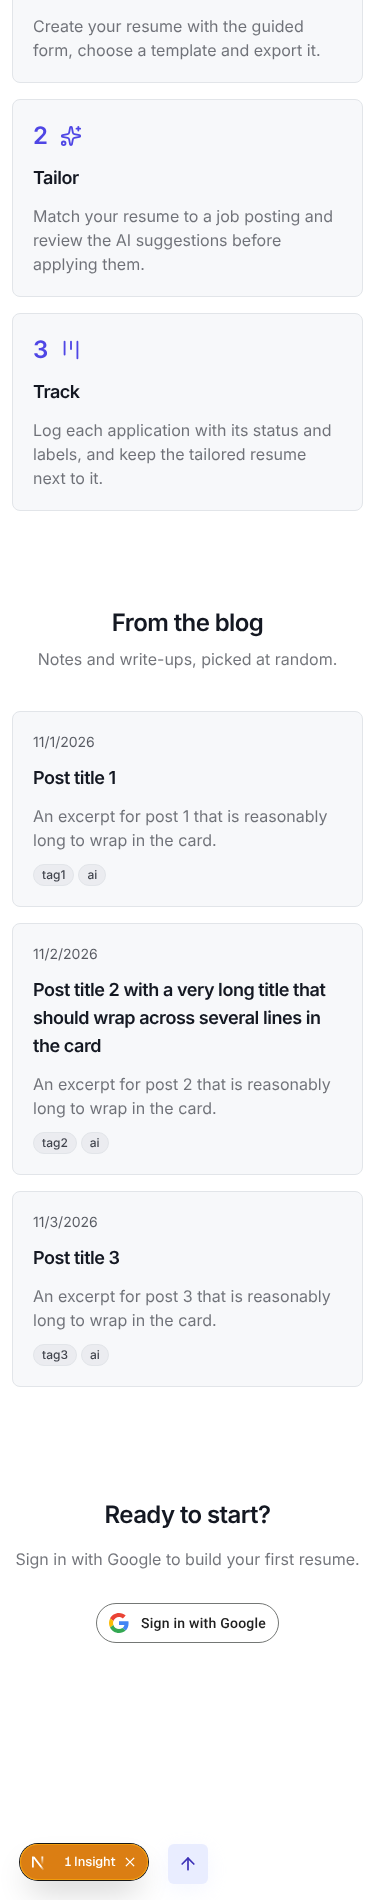 Create your resume with the guided
form, choose a template and export it.
2
Tailor
Match your resume to a job posting and
review the AI suggestions before
applying them.
3
Track
Log each application with its status and
labels, and keep the tailored resume
next to it.
From the blog
Notes and write-ups, picked at random.
11/1/2026
Post title 1
An excerpt for post 1 that is reasonably
long to wrap in the card.
tag1 ai
11/2/2026
Post title 2 with a very long title that
should wrap across several lines in
the card
An excerpt for post 2 that is reasonably
long to wrap in the card.
tag2 ai
11/3/2026
Post title 3
An excerpt for post 3 that is reasonably
long to wrap in the card.
tag3 ai
Ready to start?
Sign in with Google to build your first resume.
Sign in with Google
N 1 Insight